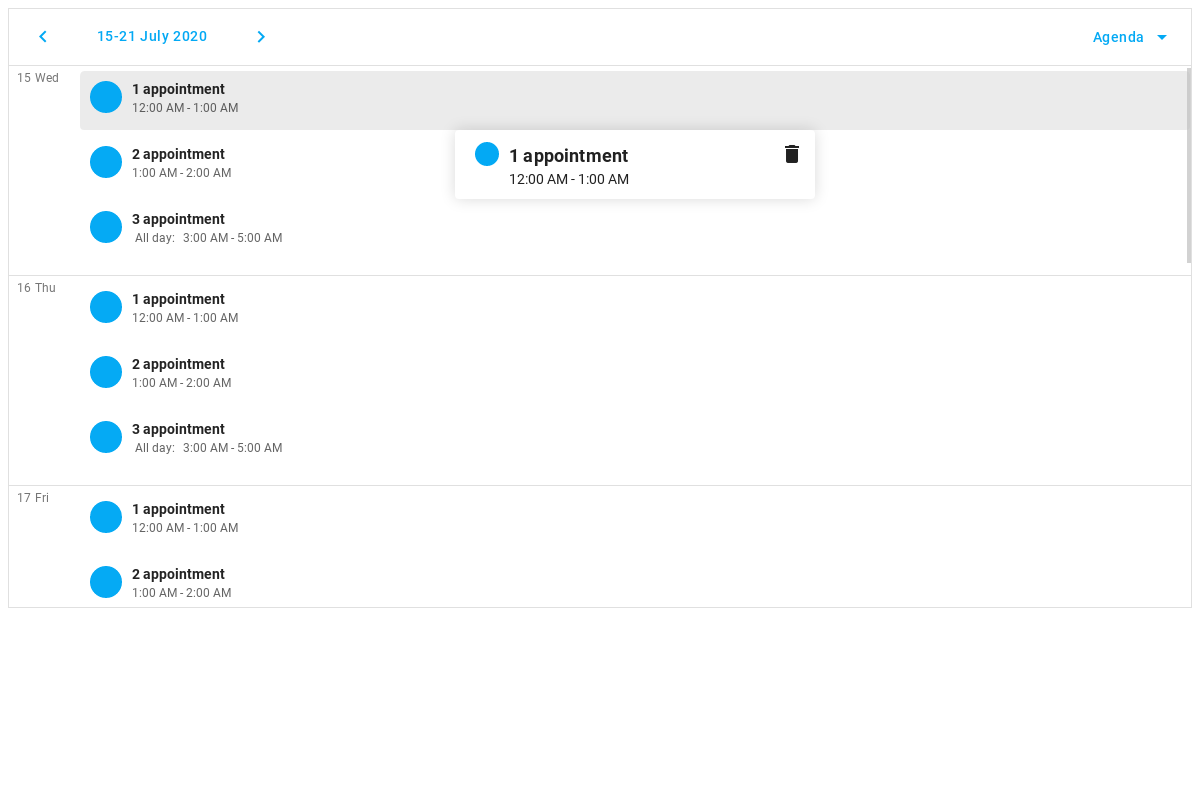 15-21 July 2020
Agenda
15 Wed
1 appointment
12:00 AM - 1:00 AM
2 appointment
1:00 AM - 2:00 AM
1 appointment
12:00 AM - 1:00 AM
3 appointment
All day: 3:00 AM - 5:00 AM
16 Thu
1 appointment
12:00 AM - 1:00 AM
2 appointment
1:00 AM - 2:00 AM
3 appointment
All day: 3:00 AM - 5:00 AM
17 Fri
1 appointment
12:00 AM - 1:00 AM
2 appointment
1:00 AM - 2:00 AM